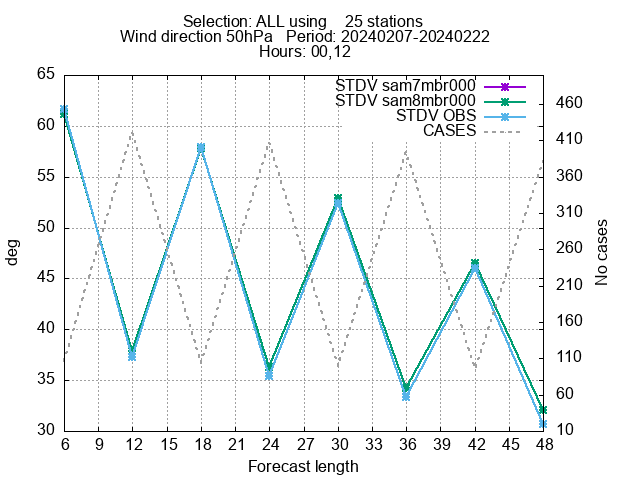 Selection: ALL using    25 stations
Wind direction 50hPa   Period: 20240207-20240222
Hours: 00,12
STDV sam7mbr000
STDV sam8mbr000
STDV OBS
CASES
65
60
55
50
45
40
35
30
deg
460
410
360
310
260
210
160
110
60
10
No cases
6 9 12 15 18 21 24 27 30 33 36 39 42 45 48
Forecast length